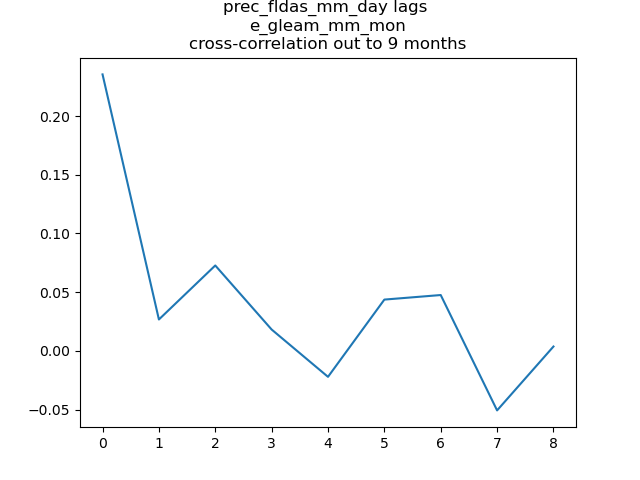 prec_fldas_mm_day lags
e_gleam_mm_mon
cross-correlation out to 9 months
0.20
0.15
0.10
0.05
0.00
−0.05
0 1 2 3 4 5 6 7 8